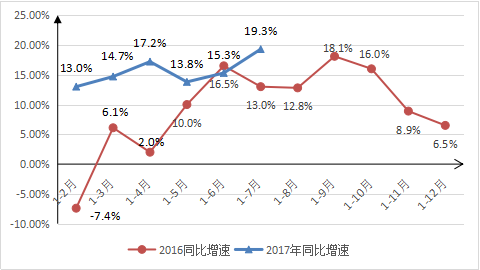 25.00%
20.00%
15.00%
10.00%
5.00%
0.00%
-5.00%
-10.00%
13.0%
14.7%
17.2%
13.8%
15.3%
19.3%
-7.4%
6.1%
2.0%
10.0%
16.5%
13.0%
12.8%
18.1%
16.0%
8.9%
6.5%
1-2月
1-3月
1-4月
1-5月
1-6月
1-7月
1-8月
1-9月
1-10月
1-11月
1-12月
2016同比增速
2017年同比增速